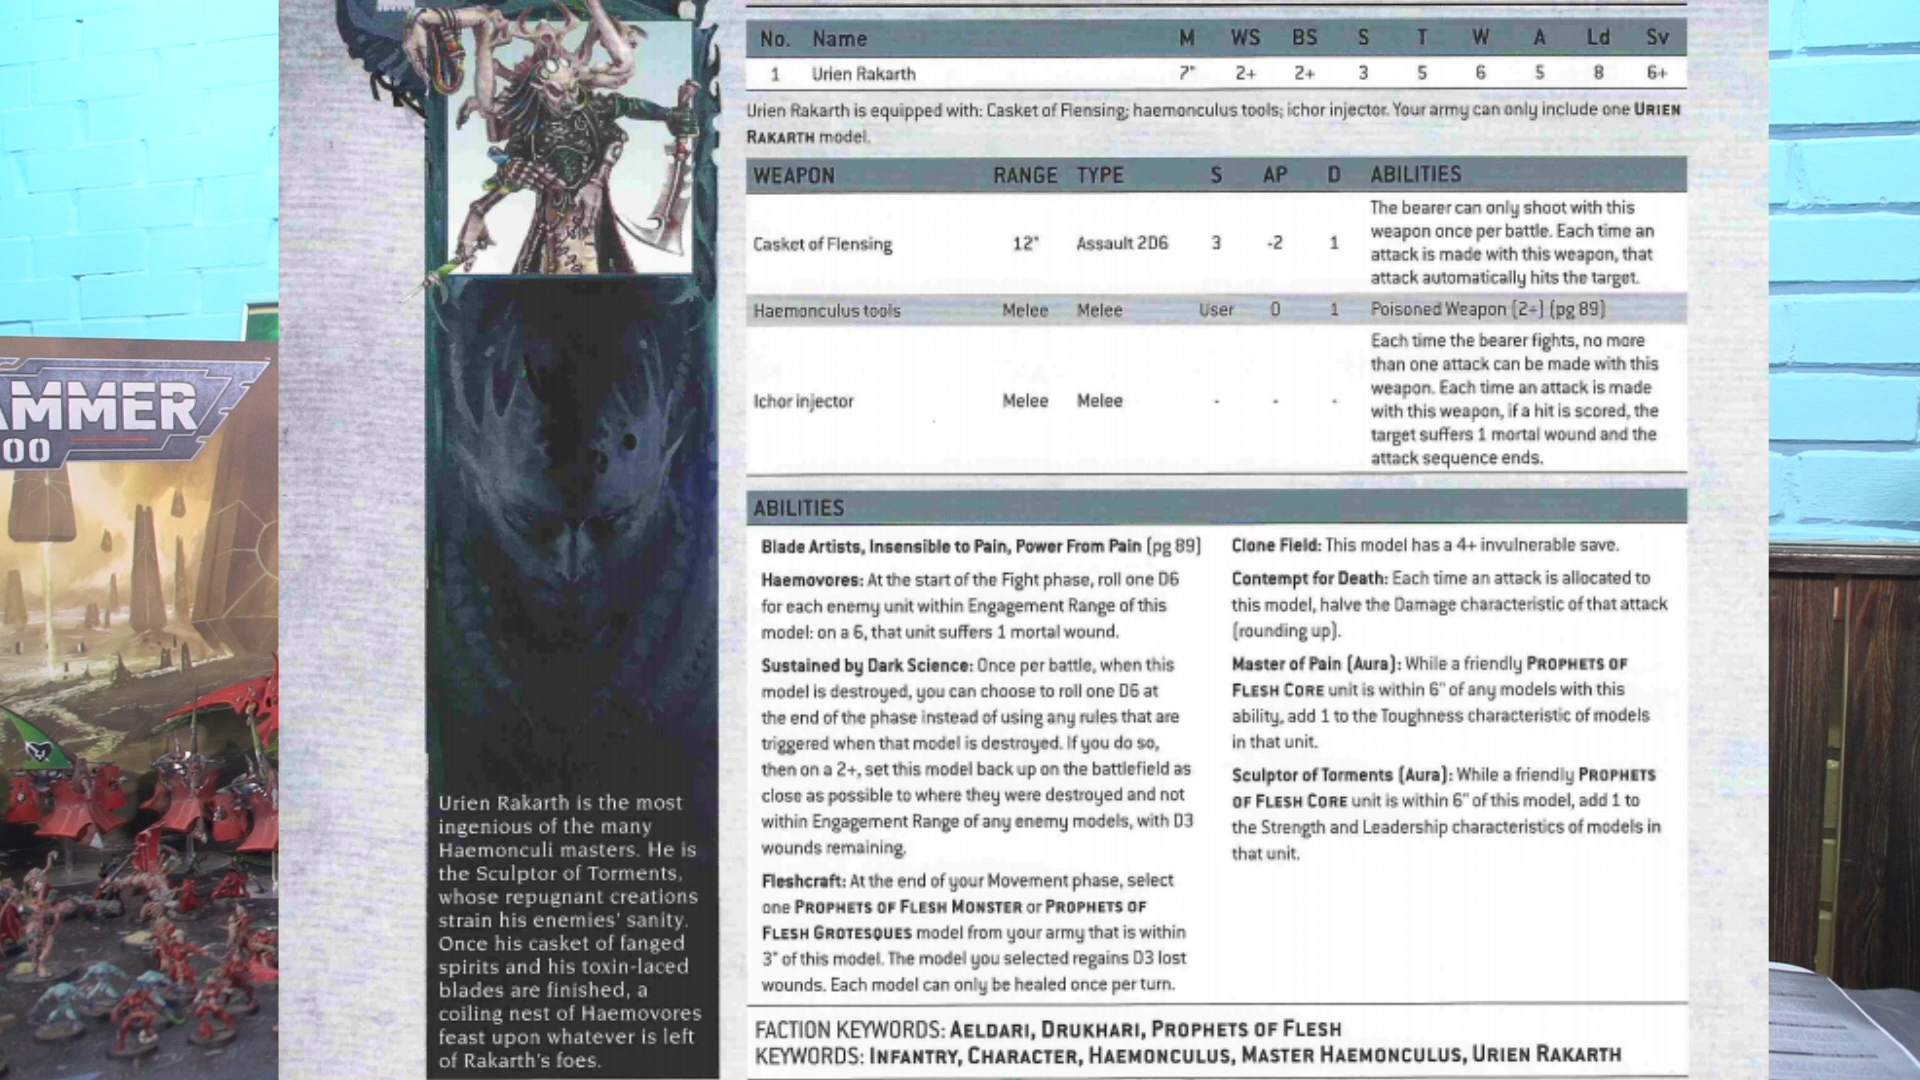 AMMER
00
No. Name M WS BS S T W A Ld Sv
1 Urien Rakarth 7" 2+ 2+ 3 5 6 5 8 6+
Urien Rakarth is equipped with: Casket of Flensing; haemonculus tools; ichor injector. Your army can only include one URIEN
RAKARTH model.
WEAPON RANGE TYPE S AP D ABILITIES
Casket of Flensing 12" Assault 2D6 3 -2 1
The bearer can only shoot with this
weapon once per battle. Each time an
attack is made with this weapon, that
attack automatically hits the target.
Haemonculus tools Melee Melee User 0 1 Poisoned Weapon (2+) (pg 89)
Ichor injector Melee Melee - - -
Each time the bearer fights, no more
than one attack can be made with this
weapon. Each time an attack is made
with this weapon, if a hit is scored, the
target suffers 1 mortal wound and the
attack sequence ends.
ABILITIES
Blade Artists, Insensible to Pain, Power From Pain (pg 89)
Haemovores: At the start of the Fight phase, roll one D6
for each enemy unit within Engagement Range of this
model: on a 6, that unit suffers 1 mortal wound.
Sustained by Dark Science: Once per battle, when this
model is destroyed, you can choose to roll one D6 at
the end of the phase instead of using any rules that are
triggered when that model is destroyed. If you do so,
then on a 2+, set this model back up on the battlefield as
close as possible to where they were destroyed and not
within Engagement Range of any enemy models, with D3
wounds remaining.
Fleshcraft: At the end of your Movement phase, select
one PROPHETS OF FLESH MONSTER or PROPHETS OF
FLESH GROTESQUES model from your army that is within
3" of this model. The model you selected regains D3 lost
wounds. Each model can only be healed once per turn.
Clone Field: This model has a 4+ invulnerable save.
Contempt for Death: Each time an attack is allocated to
this model, halve the Damage characteristic of that attack
(rounding up).
Master of Pain (Aura): While a friendly PROPHETS OF
FLESH CORE unit is within 6" of any models with this
ability, add 1 to the Toughness characteristic of models
in that unit.
Sculptor of Torments (Aura): While a friendly PROPHETS
OF FLESH CORE unit is within 6" of this model, add 1 to
the Strength and Leadership characteristics of models in
that unit.
FACTION KEYWORDS: AELDARI, DRUKHARI, PROPHETS OF FLESH
KEYWORDS: INFANTRY, CHARACTER, HAEMONCULUS, MASTER HAEMONCULUS, URIEN RAKARTH
Urien Rakarth is the most
ingenious of the many
Haemonculi masters. He is
the Sculptor of Torments,
whose repugnant creations
strain his enemies' sanity.
Once his casket of fanged
spirits and his toxin-laced
blades are finished, a
coiling nest of Haemovores
feast upon whatever is left
of Rakarth's foes.